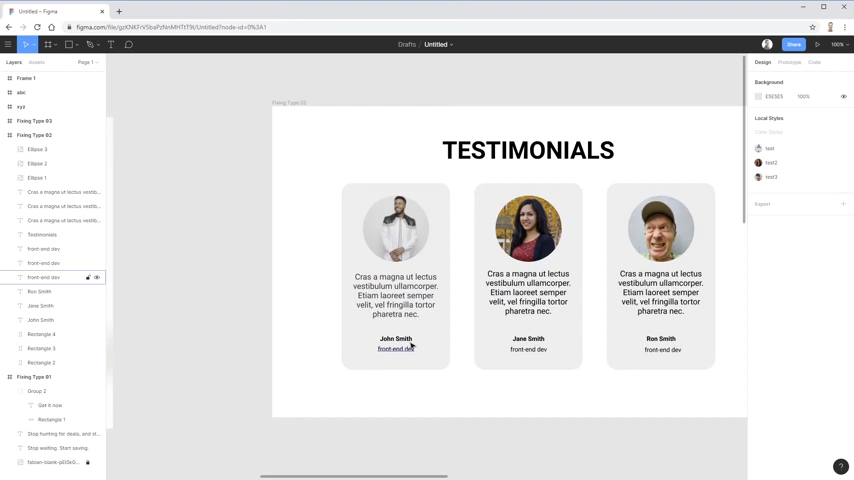 Untitled – Figma
figma.com/file/gzKNKFrV5baPzNnMHTtT9I/Untitled?node-id=0%3A1
Drafts / Untitled
Share
100%
Layers
Assets
Page 1
Design
Prototype
Code
Frame 1
abc
xyz
Fixing Type 03
Fixing Type 02
Ellipse 3
Ellipse 2
Ellipse 1
Cras a magna ut lectus vestib...
Cras a magna ut lectus vestib...
Cras a magna ut lectus vestib...
Testimonials
front-end dev
front-end dev
front-end dev
Ron Smith
Jane Smith
John Smith
Rectangle 4
Rectangle 3
Rectangle 2
Fixing Type 01
Group 2
Get it now
Rectangle 1
Stop hunting for deals, and st...
Stop waiting. Start saving.
Fixing Type 02
TESTIMONIALS
Cras a magna ut lectus
vestibulum ullamcorper.
Etiam laoreet semper
velit, vel fringilla tortor
pharetra nec.
John Smith
front-end dev
Cras a magna ut lectus
vestibulum ullamcorper.
Etiam laoreet semper
velit, vel fringilla tortor
pharetra nec.
Jane Smith
front-end dev
Cras a magna ut lectus
vestibulum ullamcorper.
Etiam laoreet semper
velit, vel fringilla tortor
pharetra nec.
Ron Smith
front-end dev
Background
E5E5E5
100%
Local Styles
Color Styles
test
test2
test3
Export
?